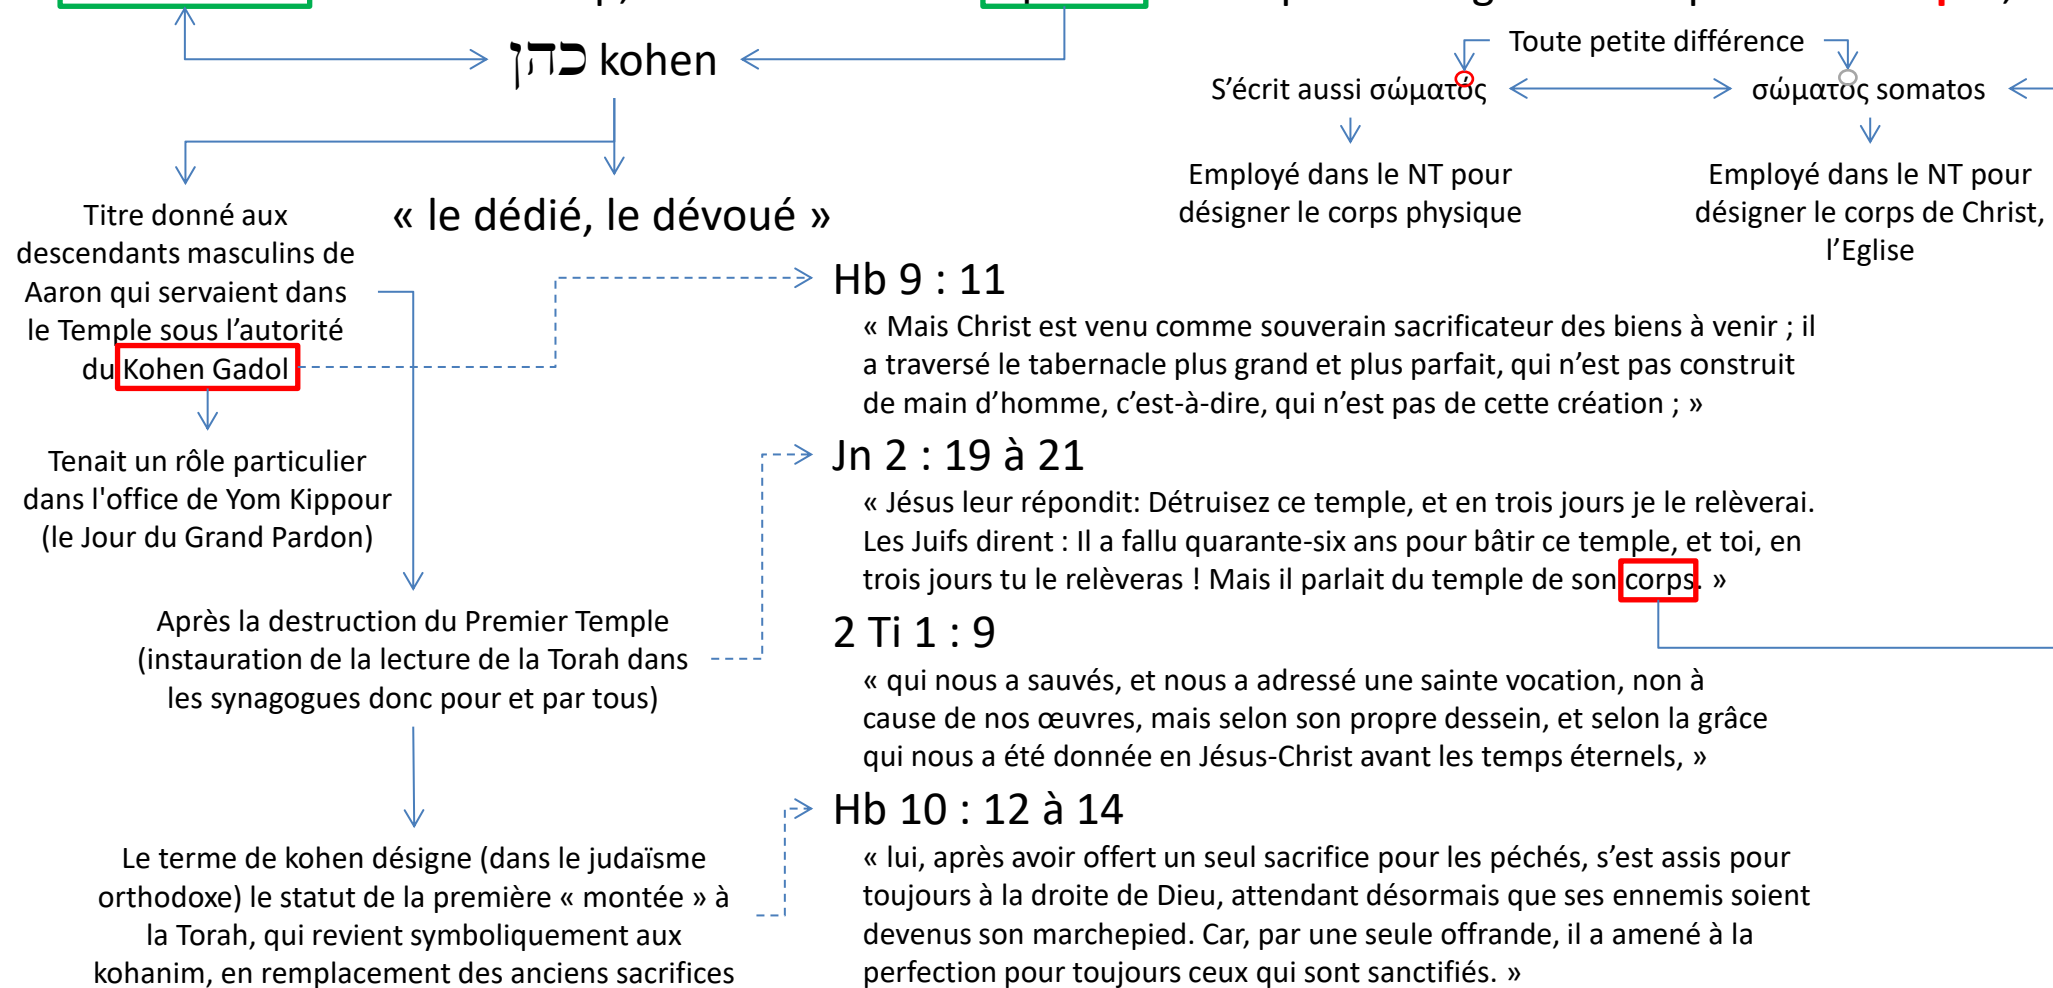 כהן kohen
Toute petite différence
S’écrit aussi σώματός
σώματος somatos
Employé dans le NT pour
désigner le corps physique
Employé dans le NT pour
désigner le corps de Christ,
l’Eglise
Titre donné aux
descendants masculins de
Aaron qui servaient dans
le Temple sous l’autorité
du Kohen Gadol
« le dédié, le dévoué »
Tenait un rôle particulier
dans l'office de Yom Kippour
(le Jour du Grand Pardon)
Après la destruction du Premier Temple
(instauration de la lecture de la Torah dans
les synagogues donc pour et par tous)
Le terme de kohen désigne (dans le judaïsme
orthodoxe) le statut de la première « montée » à
la Torah, qui revient symboliquement aux
kohanim, en remplacement des anciens sacrifices
Hb 9 : 11
« Mais Christ est venu comme souverain sacrificateur des biens à venir ; il
a traversé le tabernacle plus grand et plus parfait, qui n’est pas construit
de main d’homme, c’est-à-dire, qui n’est pas de cette création ; »
Jn 2 : 19 à 21
« Jésus leur répondit: Détruisez ce temple, et en trois jours je le relèverai.
Les Juifs dirent : Il a fallu quarante-six ans pour bâtir ce temple, et toi, en
trois jours tu le relèveras ! Mais il parlait du temple de son corps. »
2 Ti 1 : 9
« qui nous a sauvés, et nous a adressé une sainte vocation, non à
cause de nos œuvres, mais selon son propre dessein, et selon la grâce
qui nous a été donnée en Jésus-Christ avant les temps éternels, »
Hb 10 : 12 à 14
« lui, après avoir offert un seul sacrifice pour les péchés, s’est assis pour
toujours à la droite de Dieu, attendant désormais que ses ennemis soient
devenus son marchepied. Car, par une seule offrande, il a amené à la
perfection pour toujours ceux qui sont sanctifiés. »